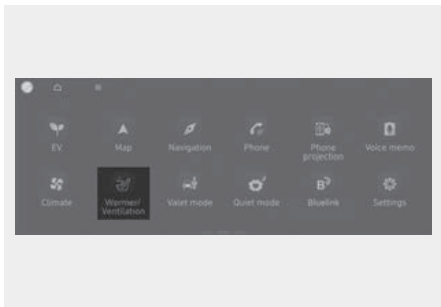 EV
Map
Navigation
Phone
Phone
projection
Voice memo
Climate
Warmer/
Ventilation
Valet mode
Quiet mode
Bluelink
Settings